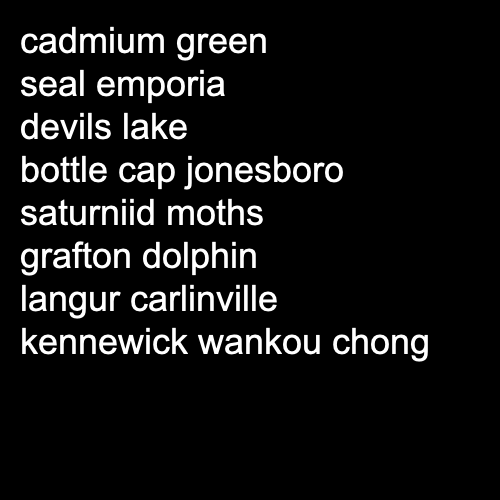 cadmium green
seal emporia
devils lake
bottle cap jonesboro
saturniid moths
grafton dolphin
langur carlinville
kennewick wankou chong